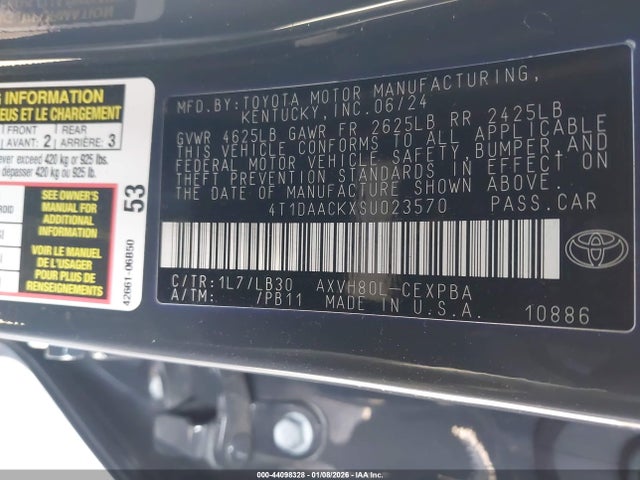 G INFORMATION
EUS ET LE CHARGEMENT
FRONT
AVANT: 2
REAR
ARRIÈRE: 3
ever exceed 420 kg or 925 lbs.
dépasser 420 kg ou 925 lb.
SEE OWNER'S
MANUAL FOR
ADDITIONAL
INFORMATION
VOIR LE MANUEL
DE L'USAGER
POUR PLUS DE
RENSEIGNEMENTS
53
42661-06B50
MFD.BY:TOYOTA MOTOR MANUFACTURING,
KENTUCKY, INC.06/24
GVWR 4625LB GAWR FR 2625LB RR 2425LB
THIS VEHICLE CONFORMS TO ALL APPLICABLE
FEDERAL MOTOR VEHICLE SAFETY,BUMPER,AND
THEFT PREVENTION STANDARDS IN EFFECT ON
THE DATE OF MANUFACTURE SHOWN ABOVE.
4T1DAACKXSU023570 PASS.CAR
C/TR:1L7/LB30 AXVH80L-CEXPBA
A/TM: /PB11 MADE IN U.S.A.
10886
TOYOTA
000-44098328 - 01/08/2026 - IAA Inc.